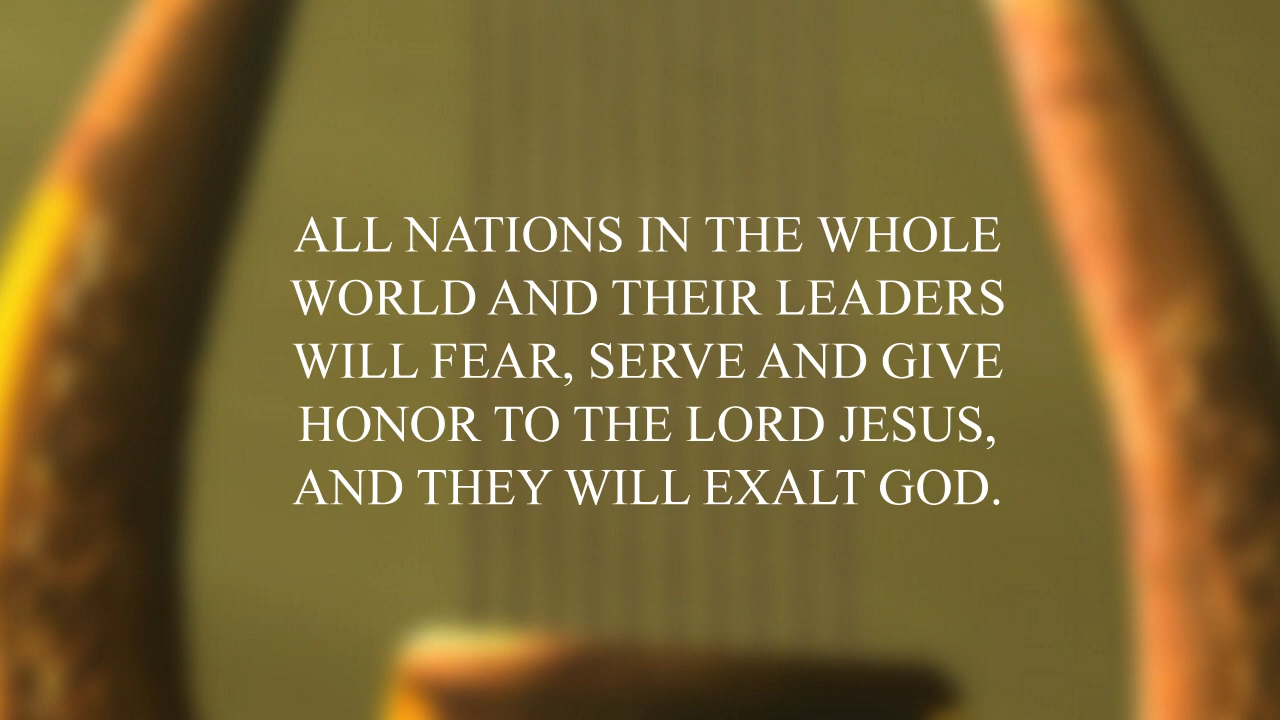 ALL NATIONS IN THE WHOLE
WORLD AND THEIR LEADERS
WILL FEAR, SERVE AND GIVE
HONOR TO THE LORD JESUS,
AND THEY WILL EXALT GOD.